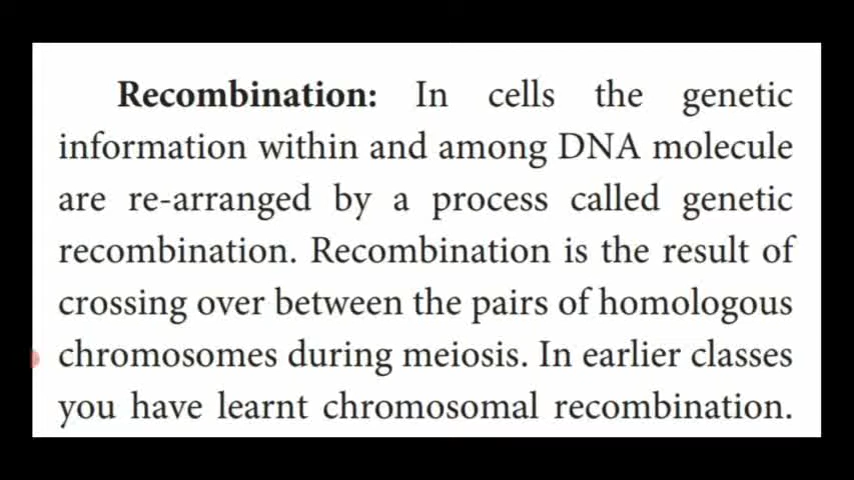 Recombination: In cells the genetic
information within and among DNA molecule
are re-arranged by a process called genetic
recombination. Recombination is the result of
crossing over between the pairs of homologous
chromosomes during meiosis. In earlier classes
you have learnt chromosomal recombination.